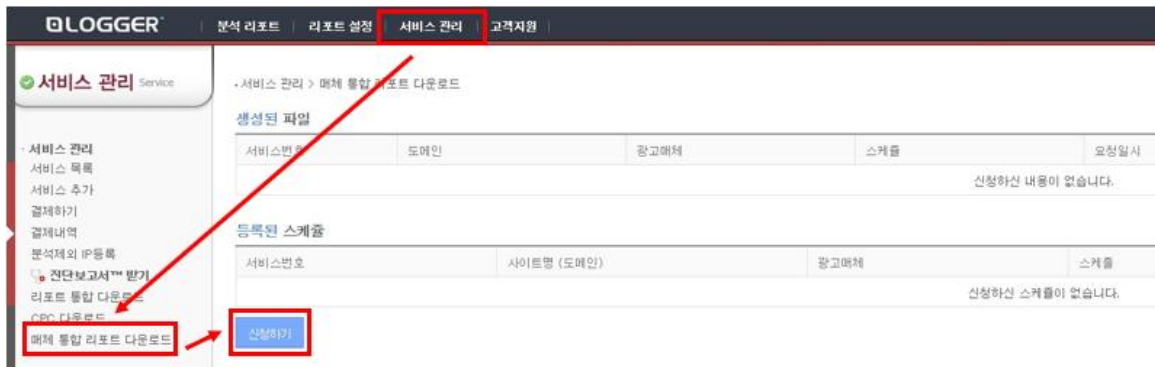 LOGGER™ 분석 리포트 리포트 설정 서비스 관리 고객지원
서비스 관리 Service
서비스 관리 > 매체 통합 리포트 다운로드
생성된 파일
서비스번호 도메인 광고매체 스케쥴 요청일시
신청하신 내용이 없습니다.
· 서비스 관리
서비스 목록
서비스 추가
결제하기
결제내역
분석제외 IP등록
진단보고서™ 받기
리포트 통합 다운로드
CPC 다운로드
매체 통합 리포트 다운로드
등록된 스케쥴
서비스번호 사이트명 (도메인) 광고매체 스케쥴
신청하신 스케쥴이 없습니다.
신청하기